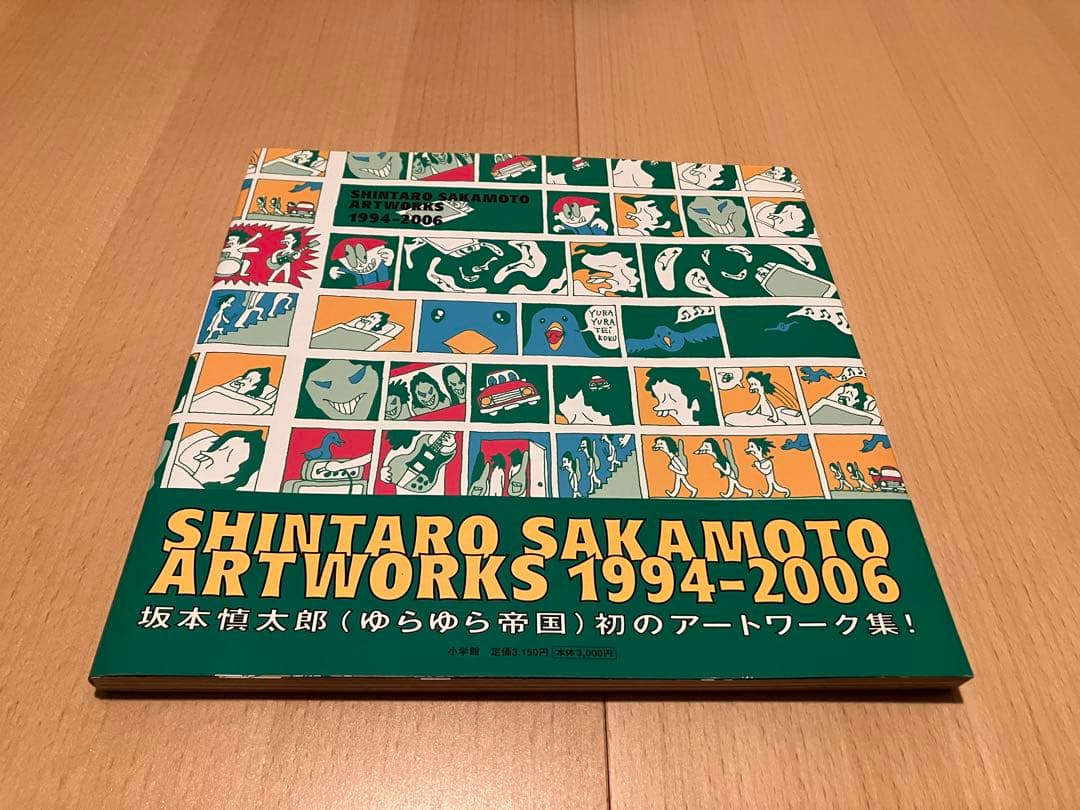 SHINTARO SAKAMOTO
ARTWORKS
1994-2006
YURA
YURA
TEI
KOKU
SHINTARO SAKAMOTO
ARTWORKS 1994-2006
坂本慎太郎(ゆらゆら帝国)初のアートワーク集!
小学館 定価3,150円 本体3,000円